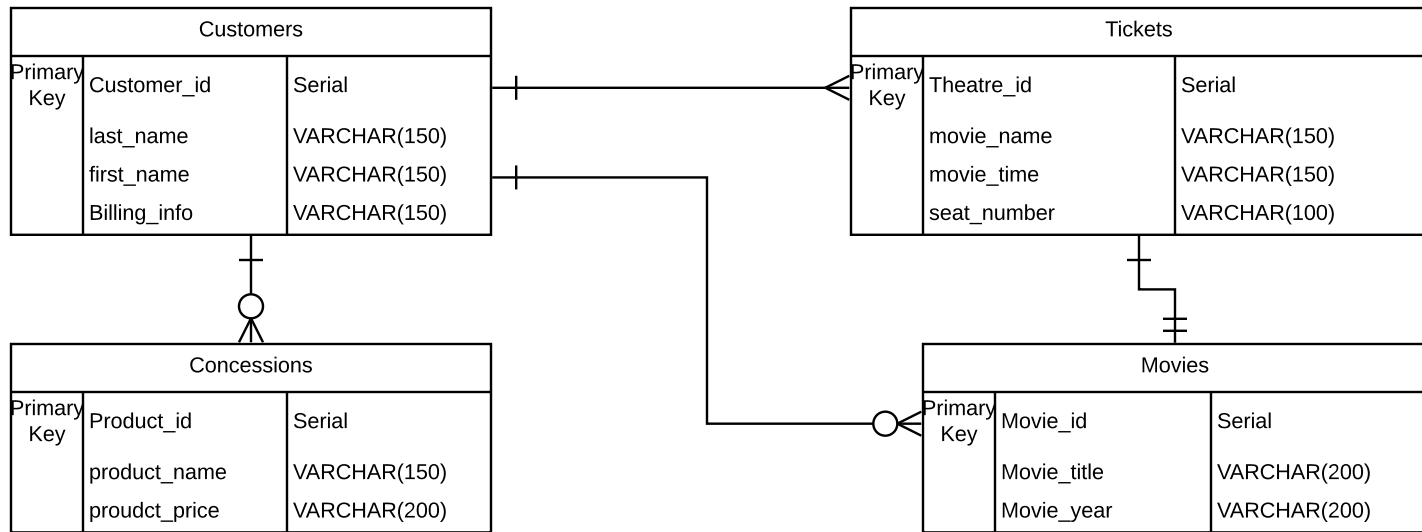 Customers
Primary
Key
Customer_id Serial
last_name VARCHAR(150)
first_name VARCHAR(150)
Billing_info VARCHAR(150)
Tickets
Primary
Key
Theatre_id Serial
movie_name VARCHAR(150)
movie_time VARCHAR(150)
seat_number VARCHAR(100)
Concessions
Primary
Key
Product_id Serial
product_name VARCHAR(150)
proudct_price VARCHAR(200)
Movies
Primary
Key
Movie_id Serial
Movie_title VARCHAR(200)
Movie_year VARCHAR(200)